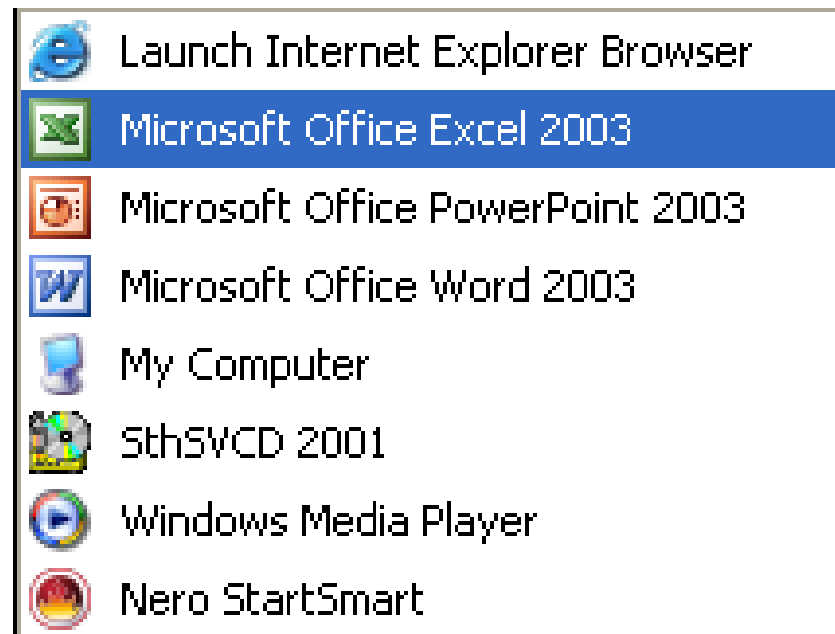 Launch Internet Explorer Browser
Microsoft Office Excel 2003
Microsoft Office PowerPoint 2003
Microsoft Office Word 2003
My Computer
SthSVCD 2001
Windows Media Player
Nero StartSmart